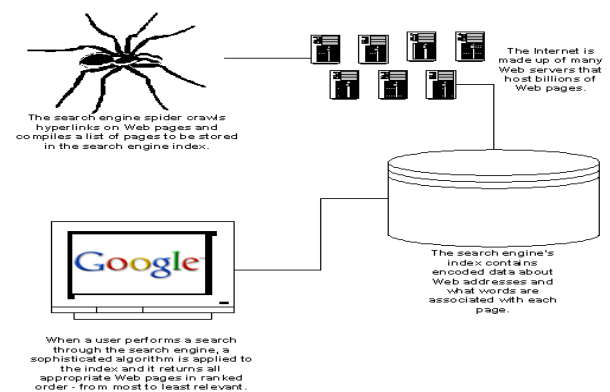 The Internet is
made up of many
Web servers that
host billions of
Web pages.
The search engine spider crawls
hyperlinks on Web pages and
compiles a list of pages to be stored
in the search engine index.
Google
The search engine's
index contains
encoded data about
Web addresses and
what words are
associated with each
page.
When a user performs a search
through the search engine, a
sophisticated algorithm is applied to
the index and it returns all
appropriate Web pages in ranked
order - from most to least relevant.